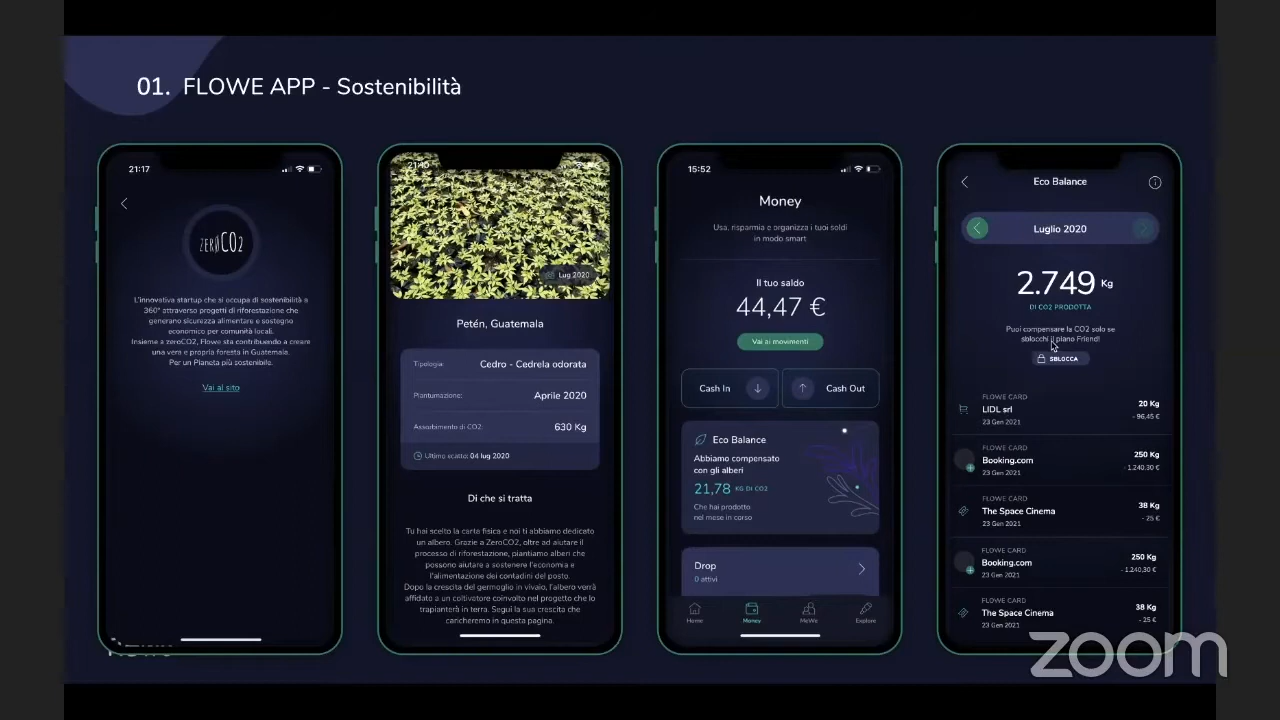 01. FLOWE APP - Sostenibilità
21:17
zerØCO2
L'innovtiva startup che si occupa di sostenibilità a
360° attraverso progetti di riforestazione che
generano sicurezza alimentare e sostegno
economico per comunità locali.
Insieme a zeroCO2, Flowe sta contribuendo a creare
una vera e propria foresta in Guatemala.
Per un Pianeta più sostenibile.
Vai al sito
Lug 2020
Petén, Guatemala
Tipologia: Cedro - Cedrela odorata
Piantumazione: Aprile 2020
Assorbimento di CO2: 630 Kg
Ultimo scatto: 04 lug 2020
Di che si tratta
Tu hai scelto la carte fisica e noi ti abbiamo dedicato
un albero. Grazie a ZeroCO2, oltre ad aiutare il
processo di riforestazione, piantiamo alberi che
possono aiutare a sostenere l'economia e
l'alimentazione dei contadini del posto.
Dopo la crescita del germoglio in vivaio, l'albero verrà
affidato a un coltivatore coinvolto nel progetto che lo
trapianterà in terra. Segui la sua crescita che
caricheremo in questa pagina.
15:52
Money
Usa, risparmia e organizza i tuoi soldi
in modo smart
Il tuo saldo
44,47 €
Vai ai movimenti
Cash In
Cash Out
Eco Balance
Abbiamo compensato
con gli alberi
21,78 KG DI CO2
Che hai prodotto
nel mese in corso
Drop
0 attivi
Home Money MeWe Explore
Eco Balance
Luglio 2020
2.749 Kg
DI CO2 PRODOTTA
Puoi compensare la CO2 solo se
sblocchi il piano Friend!
SBLOCCA
FLOWE CARD
LIDL srl 20 Kg
23 Gen 2021 - 96,45 €
FLOWE CARD
Booking.com 250 Kg
23 Gen 2021 - 1.240,30 €
FLOWE CARD
The Space Cinema 38 Kg
23 Gen 2021 - 25 €
FLOWE CARD
Booking.com 250 Kg
23 Gen 2021 - 1.240,30 €
FLOWE CARD
The Space Cinema 38 Kg
23 Gen 2021 - 25 €
zoom